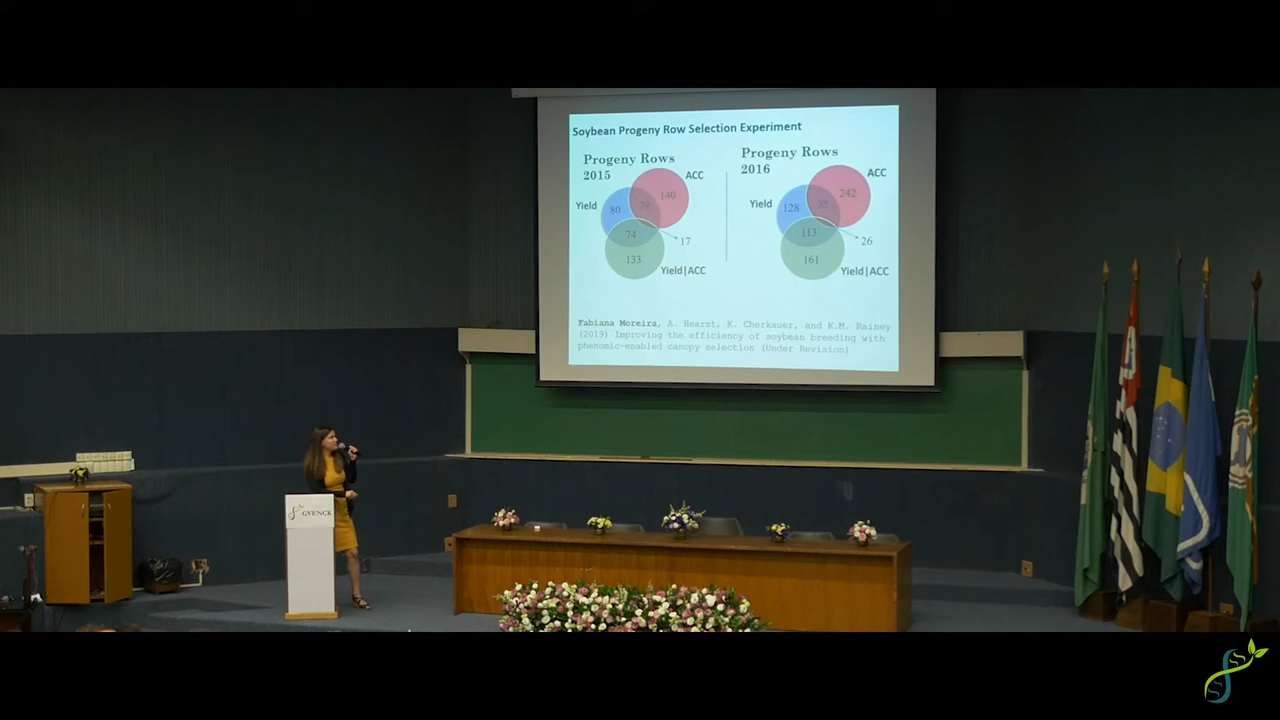 Soybean Progeny Row Selection Experiment
Progeny Rows
2015
ACC
140
Yield
80
39
74
17
133
Yield|ACC
Progeny Rows
2016
ACC
242
Yield
128
35
113
26
161
Yield|ACC
Fabiana Moreira, A. Hearst, K. Cherkauer, and K.M. Rainey
(2019) Improving the efficiency of soybean breeding with
phenomic-enabled canopy selection (Under Revision)
GVENCK